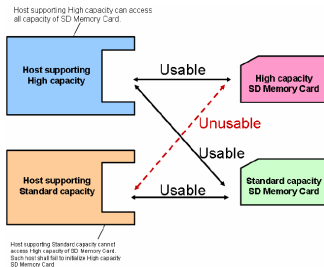 Host supporting High capacity can access
all capacity of SD Memory Card.
Host supporting
High capacity
Usable
High capacity
SD Memory Card
Unusable
Usable
Host supporting
Standard capacity
Usable
Standard capacity
SD Memory Card
Host supporting Standard capacity cannot
access High capacity of SD Memory Card.
Such host shall fail to initialize High capacity
SD Memory Card